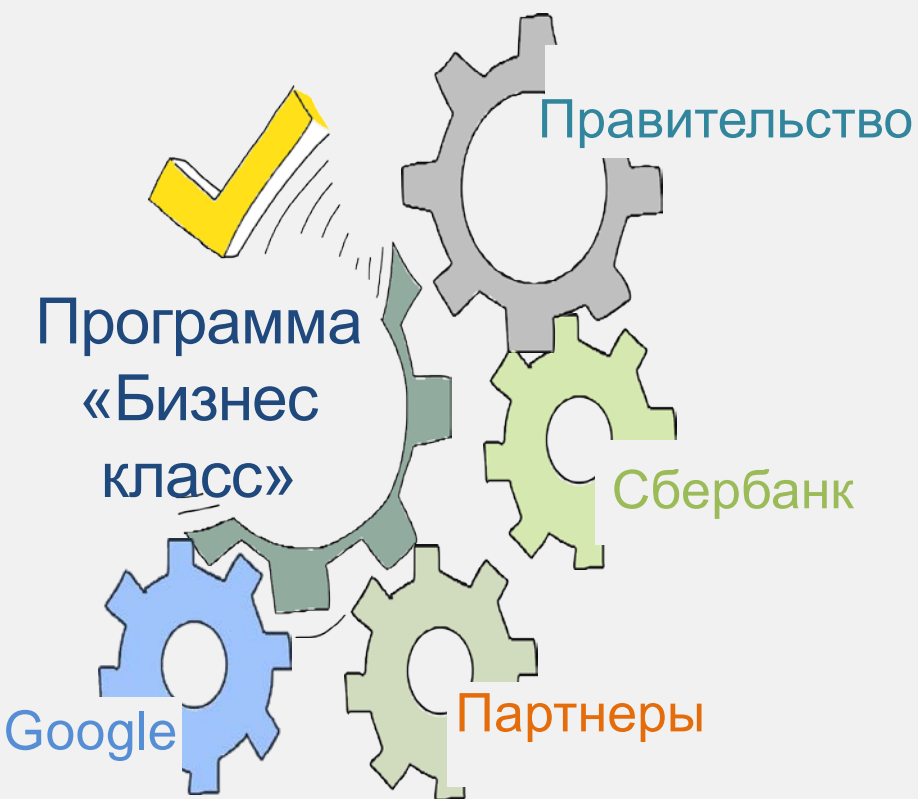 Правительство
Программа
«Бизнес
класс»
Сбербанк
Партнеры
Google